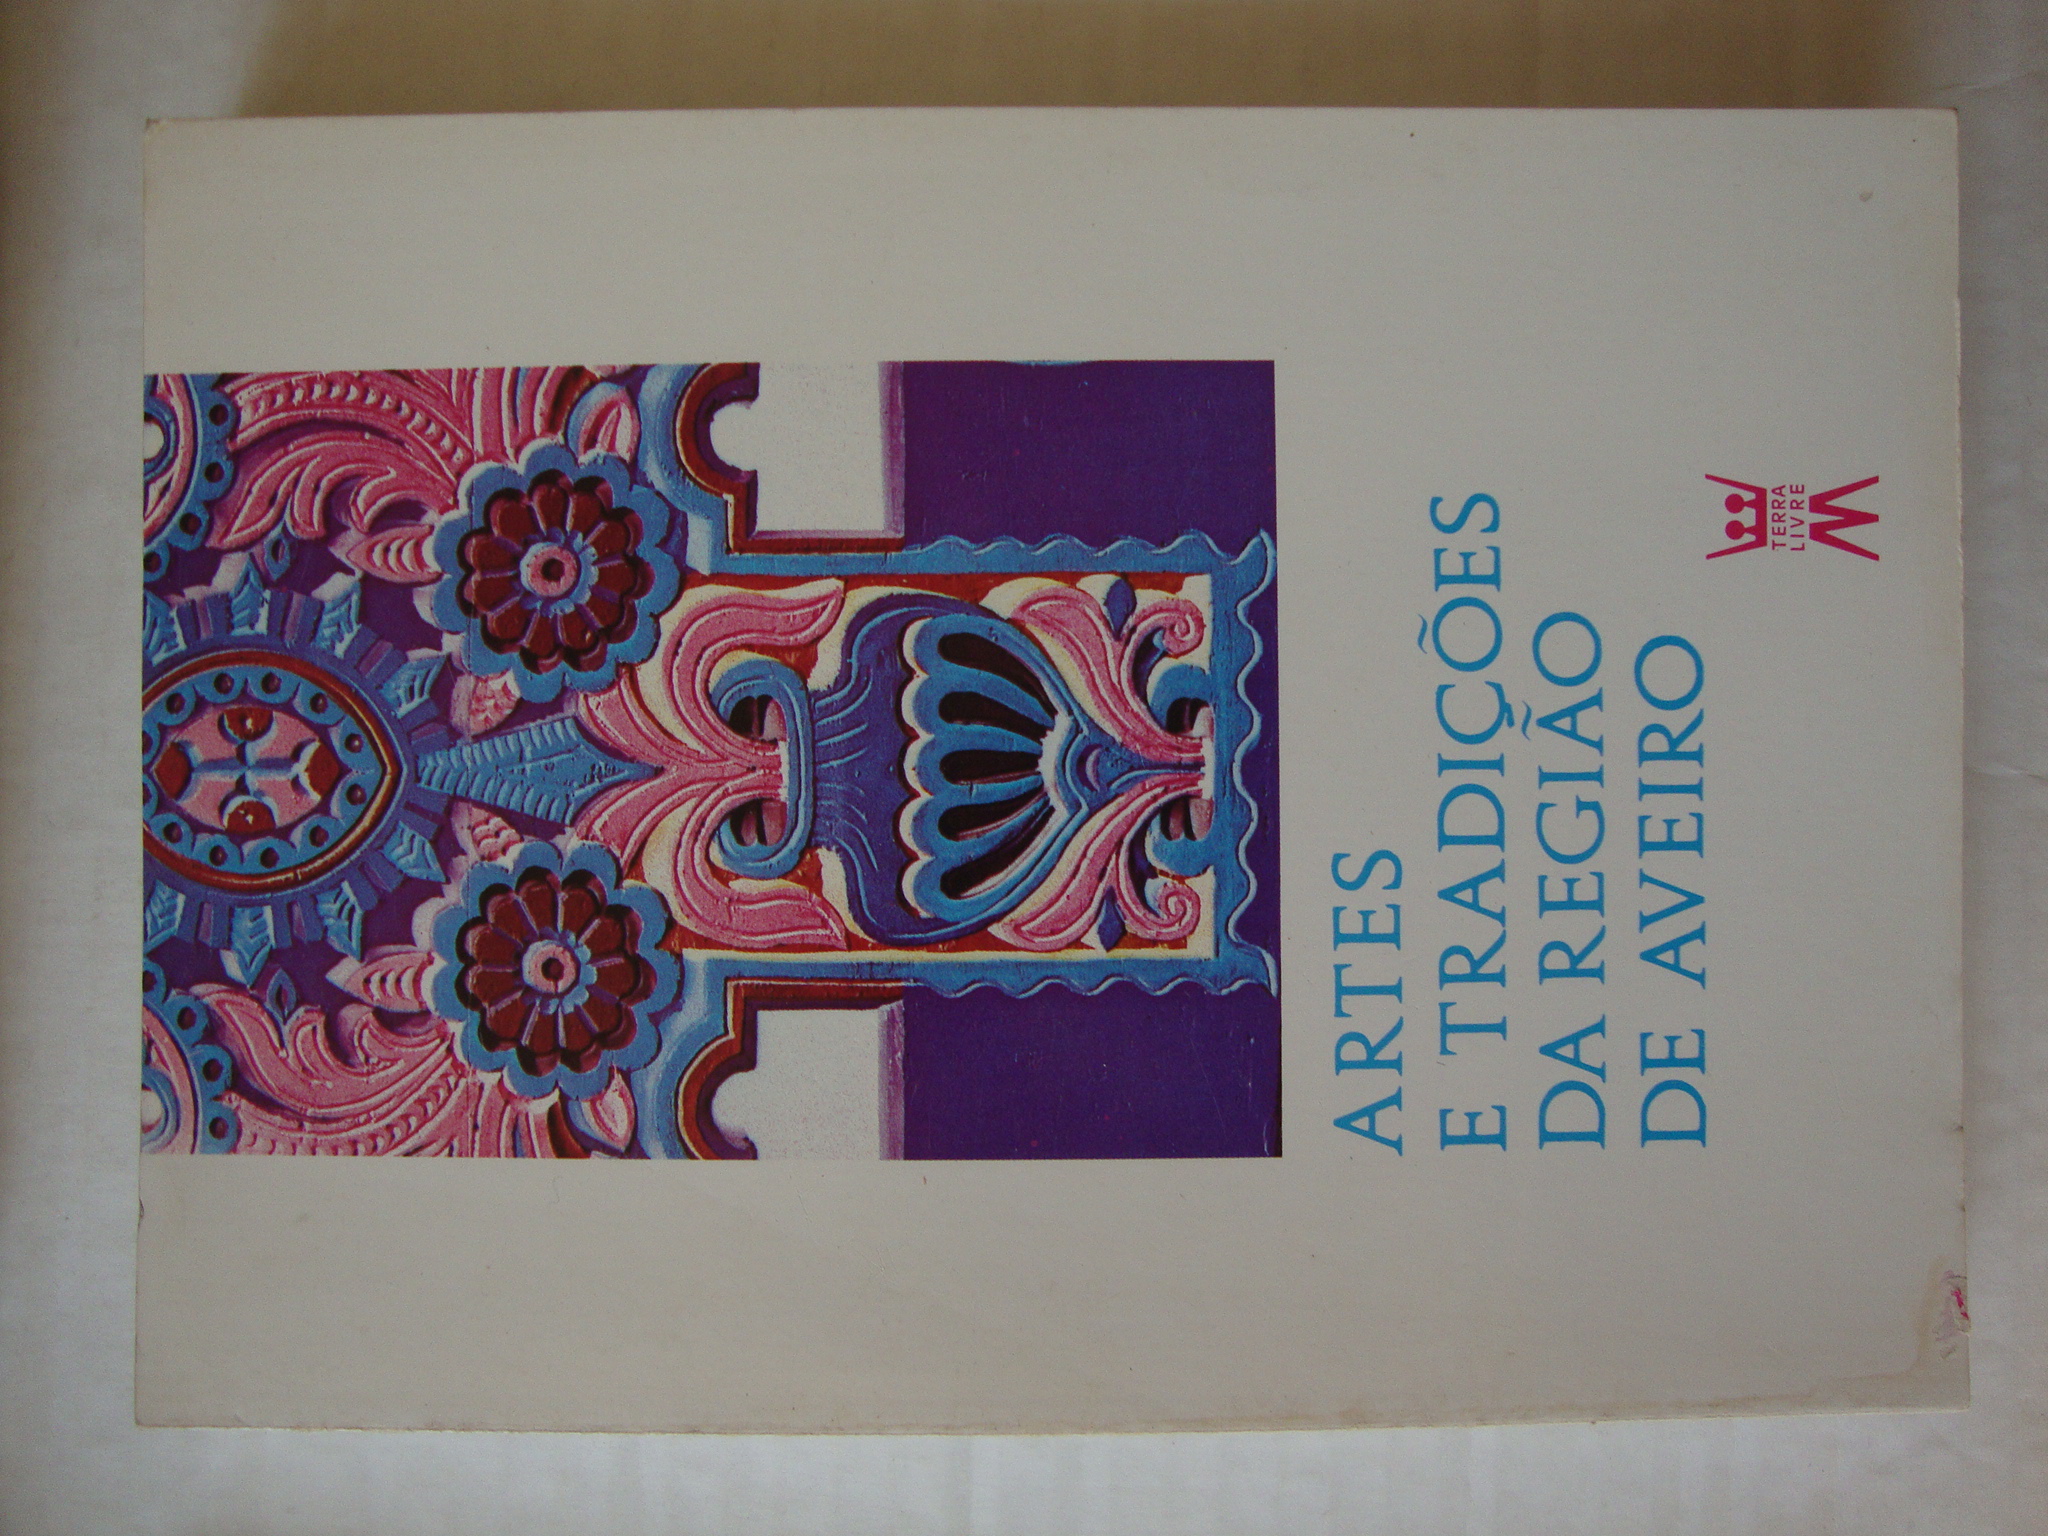 ARTES
E TRADIÇÕES
DA REGIÃO
DE AVEIRO
TERRA
LIVRE